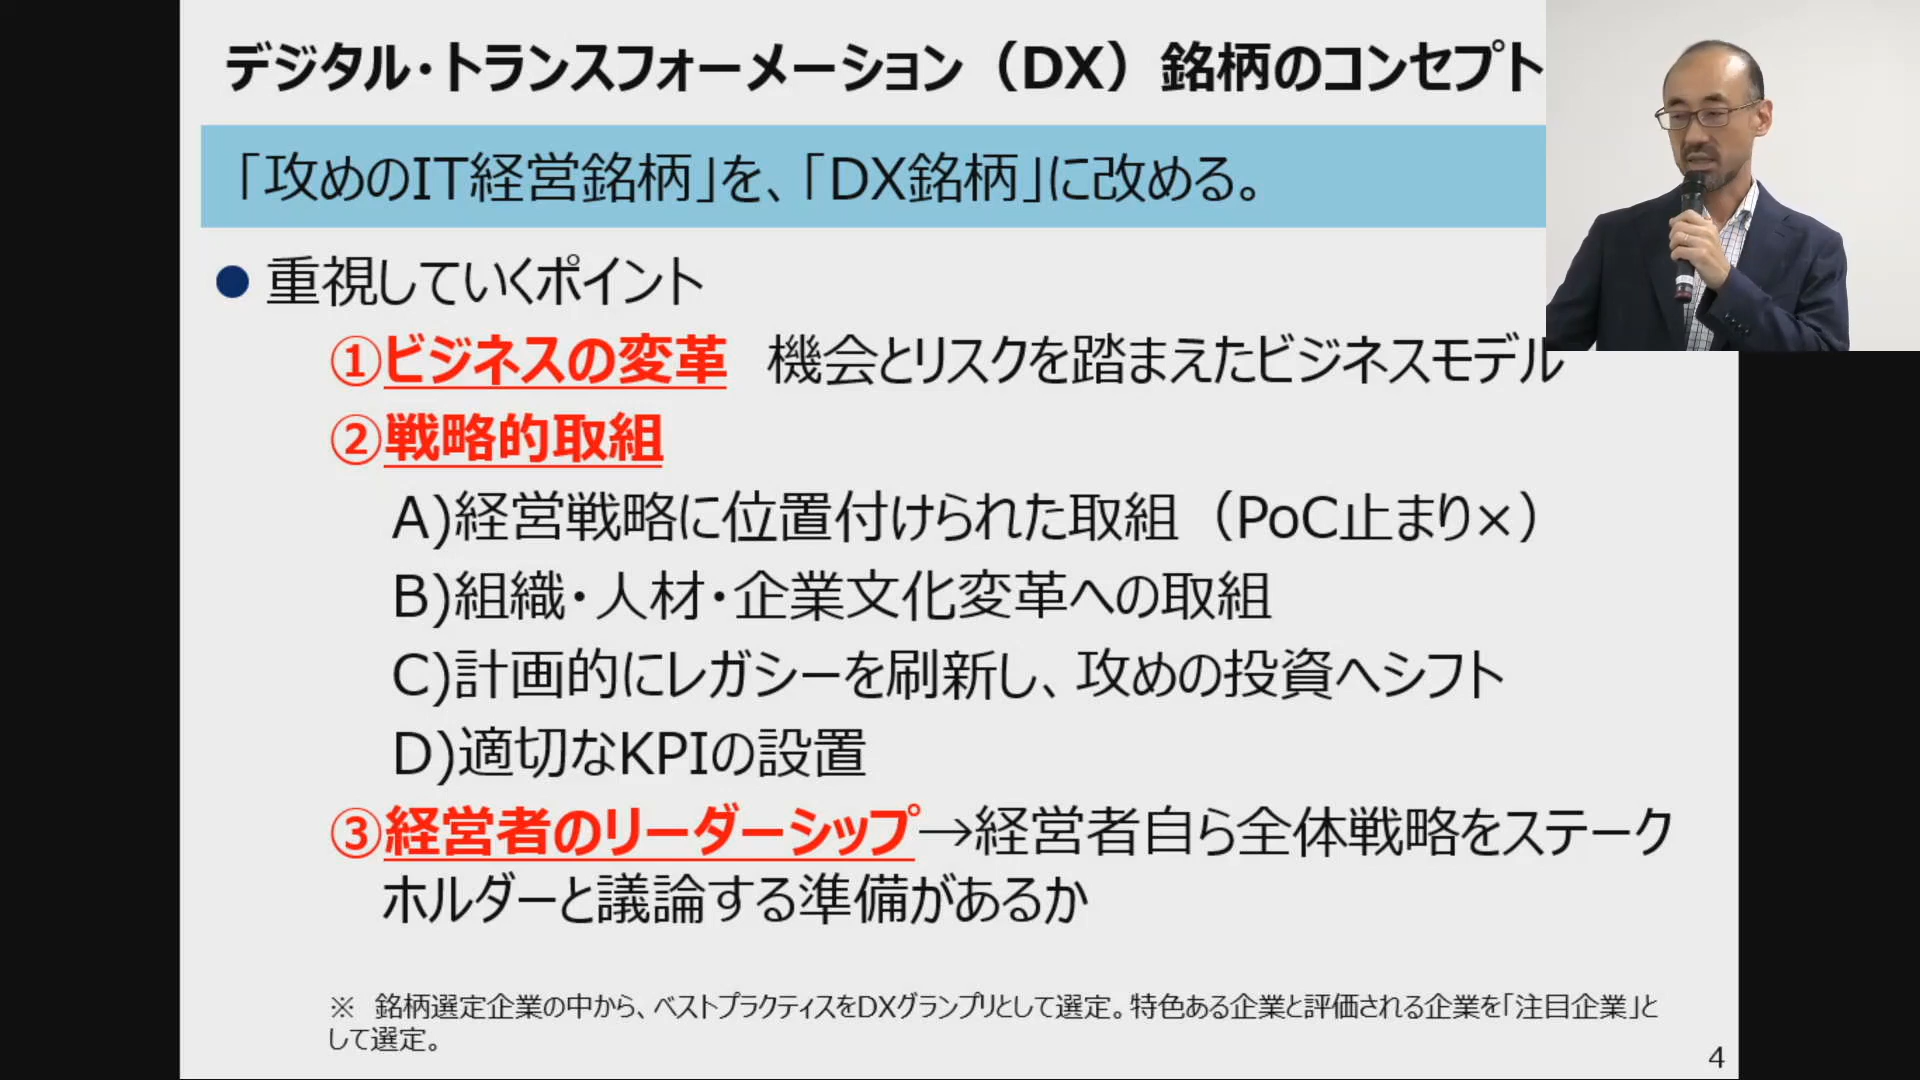 デジタル・トランスフォーメーション（DX）銘柄のコンセプト
「攻めのIT経営銘柄」を、「DX銘柄」に改める。
● 重視していくポイント
①ビジネスの変革　機会とリスクを踏まえたビジネスモデル
②戦略的取組
A)経営戦略に位置付けられた取組（PoC止まり×）
B)組織・人材・企業文化変革への取組
C)計画的にレガシーを刷新し、攻めの投資へシフト
D)適切なKPIの設置
③経営者のリーダーシップ→経営者自ら全体戦略をステーク
ホルダーと議論する準備があるか
※　銘柄選定企業の中から、ベストプラクティスをDXグランプリとして選定。特色ある企業と評価される企業を「注目企業」と
して選定。
4